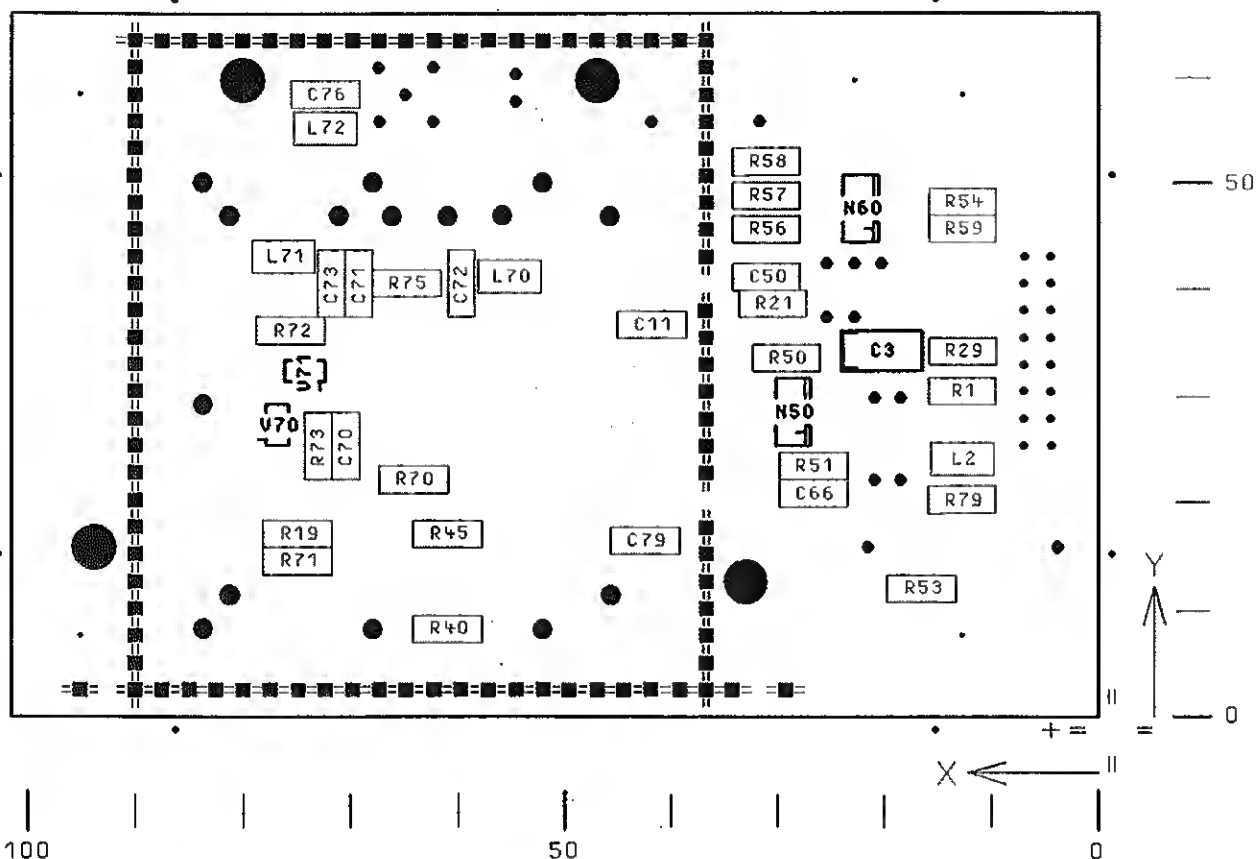 C76
L72
R58
R57
R56
N60
R54
R59
50
L71
C73
C71
R75
C72
L70
C50
R21
R72
C11
V71
R50
C3
R29
R1
N50
V70
R73
C70
R70
R51
C66
L2
R79
R19
R71
R45
C79
R53
R40
Y
0
+ =
=
X
=
=
100
50
0